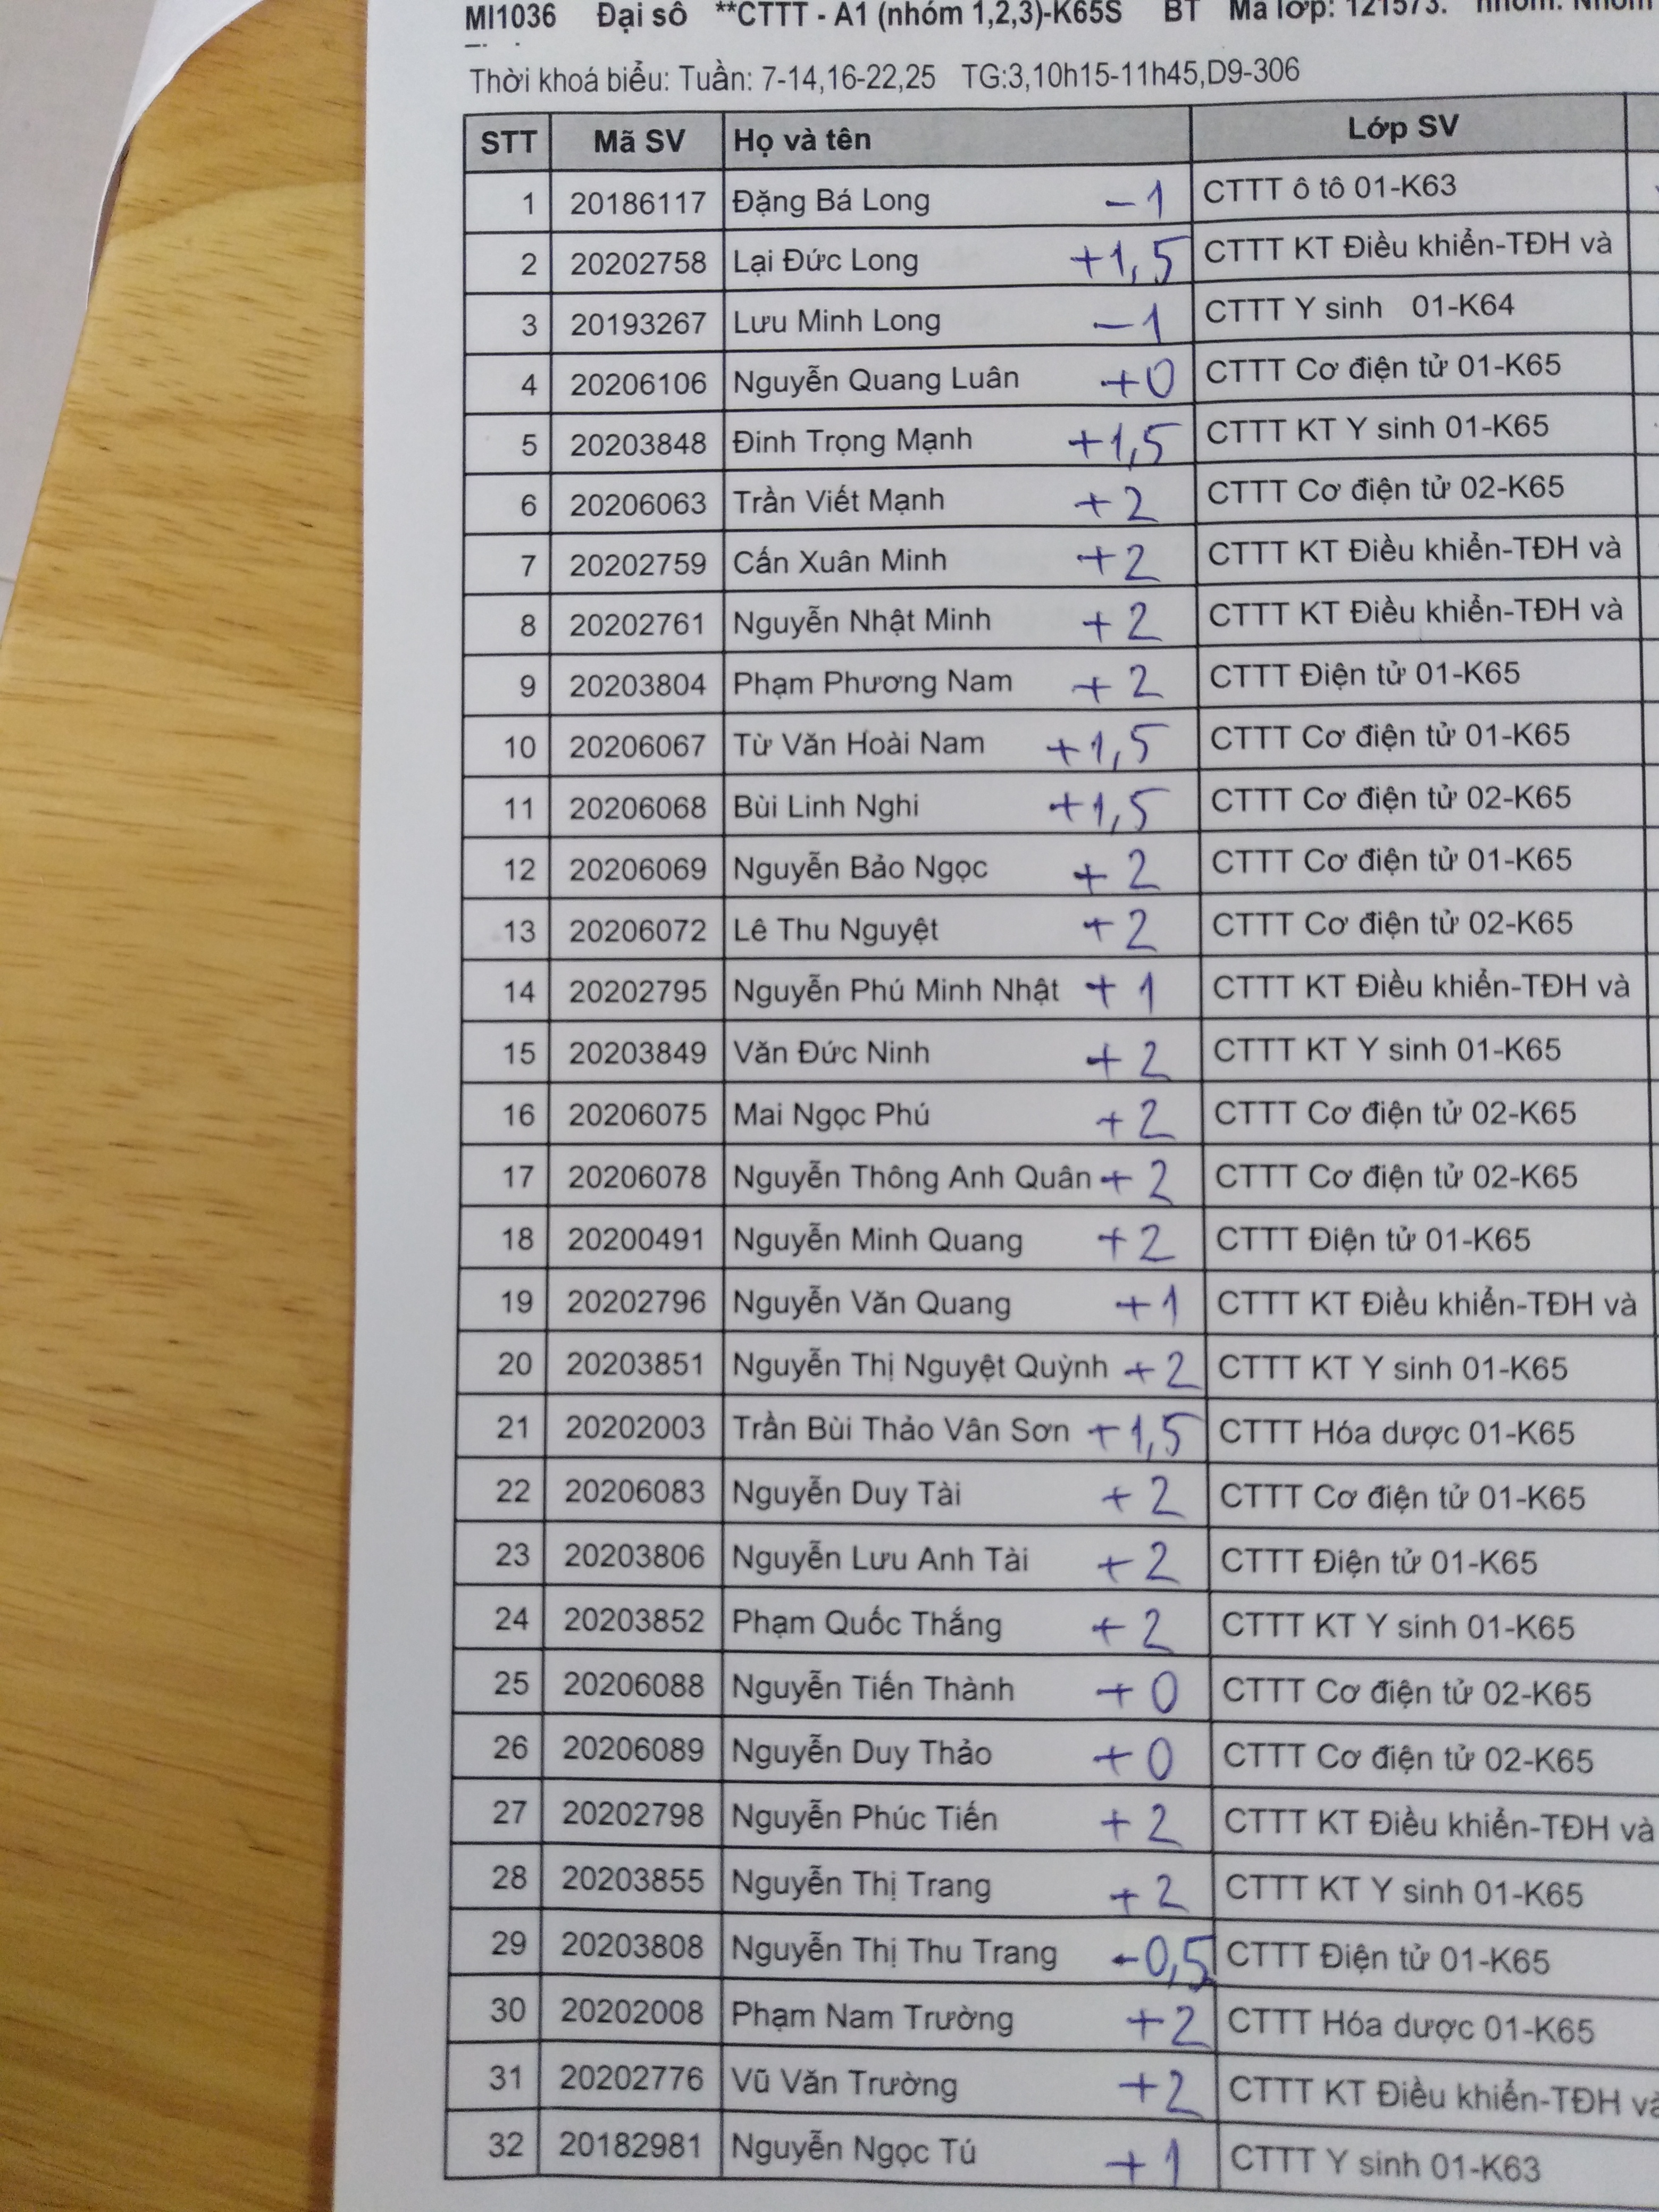 MI1036 Đại số **CTTT - A1 (nhóm 1,2,3)-K65S BT Mã lớp: 121573. nhóm: Nhóm
Thời khoá biểu: Tuần: 7-14,16-22,25 TG:3,10h15-11h45,D9-306
STT Mã SV Họ và tên Lớp SV
1 20186117 Đặng Bá Long -1 CTTT ô tô 01-K63
2 20202758 Lại Đức Long +1,5 CTTT KT Điều khiển-TĐH và
3 20193267 Lưu Minh Long -1 CTTT Y sinh 01-K64
4 20206106 Nguyễn Quang Luân +0 CTTT Cơ điện tử 01-K65
5 20203848 Đinh Trọng Mạnh +1,5 CTTT KT Y sinh 01-K65
6 20206063 Trần Viết Mạnh +2 CTTT Cơ điện tử 02-K65
7 20202759 Cấn Xuân Minh +2 CTTT KT Điều khiển-TĐH và
8 20202761 Nguyễn Nhật Minh +2 CTTT KT Điều khiển-TĐH và
9 20203804 Phạm Phương Nam +2 CTTT Điện tử 01-K65
10 20206067 Từ Văn Hoài Nam +1,5 CTTT Cơ điện tử 01-K65
11 20206068 Bùi Linh Nghi +1,5 CTTT Cơ điện tử 02-K65
12 20206069 Nguyễn Bảo Ngọc +2 CTTT Cơ điện tử 01-K65
13 20206072 Lê Thu Nguyệt +2 CTTT Cơ điện tử 02-K65
14 20202795 Nguyễn Phú Minh Nhật +1 CTTT KT Điều khiển-TĐH và
15 20203849 Văn Đức Ninh +2 CTTT KT Y sinh 01-K65
16 20206075 Mai Ngọc Phú +2 CTTT Cơ điện tử 02-K65
17 20206078 Nguyễn Thông Anh Quân +2 CTTT Cơ điện tử 02-K65
18 20200491 Nguyễn Minh Quang +2 CTTT Điện tử 01-K65
19 20202796 Nguyễn Văn Quang +1 CTTT KT Điều khiển-TĐH và
20 20203851 Nguyễn Thị Nguyệt Quỳnh +2 CTTT KT Y sinh 01-K65
21 20202003 Trần Bùi Thảo Vân Sơn +1,5 CTTT Hóa dược 01-K65
22 20206083 Nguyễn Duy Tài +2 CTTT Cơ điện tử 01-K65
23 20203806 Nguyễn Lưu Anh Tài +2 CTTT Điện tử 01-K65
24 20203852 Phạm Quốc Thắng +2 CTTT KT Y sinh 01-K65
25 20206088 Nguyễn Tiến Thành +0 CTTT Cơ điện tử 02-K65
26 20206089 Nguyễn Duy Thảo +0 CTTT Cơ điện tử 02-K65
27 20202798 Nguyễn Phúc Tiến +2 CTTT KT Điều khiển-TĐH và
28 20203855 Nguyễn Thị Trang +2 CTTT KT Y sinh 01-K65
29 20203808 Nguyễn Thị Thu Trang -0,5 CTTT Điện tử 01-K65
30 20202008 Phạm Nam Trường +2 CTTT Hóa dược 01-K65
31 20202776 Vũ Văn Trường +2 CTTT KT Điều khiển-TĐH và
32 20182981 Nguyễn Ngọc Tú +1 CTTT Y sinh 01-K63